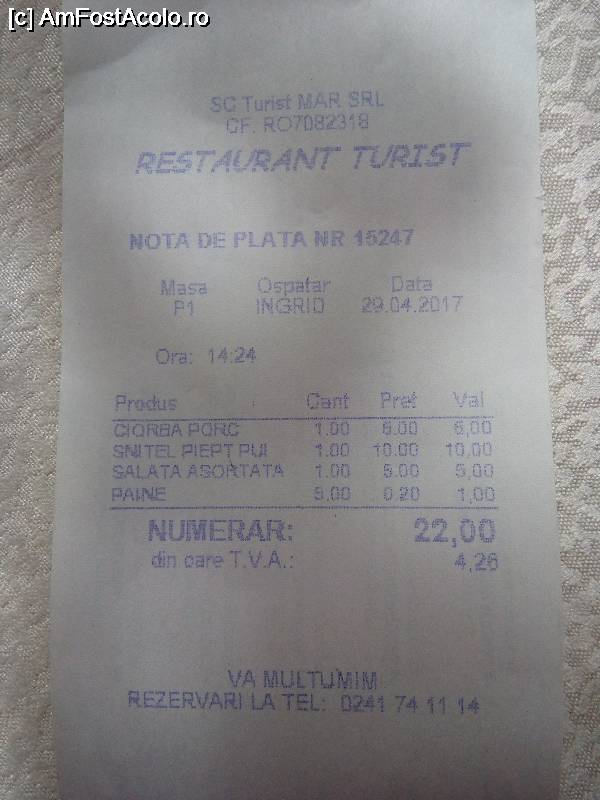 [c] AmFostAcolo.ro
SC Turist MAR SRL
CF. RO7082318
RESTAURANT TURIST
NOTA DE PLATA NR 15247
Masa Ospatar Data
P1 INGRID 29.04.2017
Ora: 14:24
Produs Cant Pret Val
CIORBA PORC 1.00 6.00 6,00
SNITEL PIEPT PUI 1.00 10.00 10,00
SALATA ASORTATA 1.00 5.00 5,00
PAINE 5.00 0.20 1,00
NUMERAR: 22,00
din care T.V.A.: 4,26
VA MULTUMIM
REZERVARI LA TEL: 0241 74 11 14